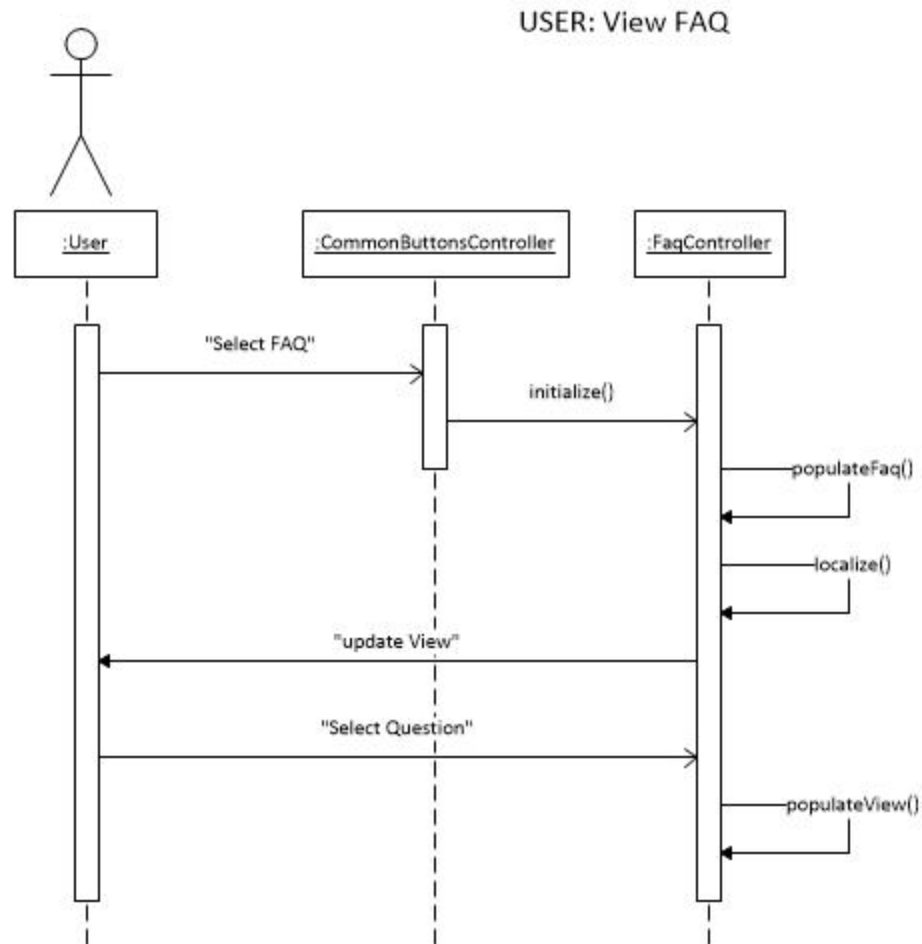 USER: View FAQ
:User
:CommonButtonsController
:FaqController
"Select FAQ"
initialize()
populateFaq()
localize()
"update View"
"Select Question"
populateView()